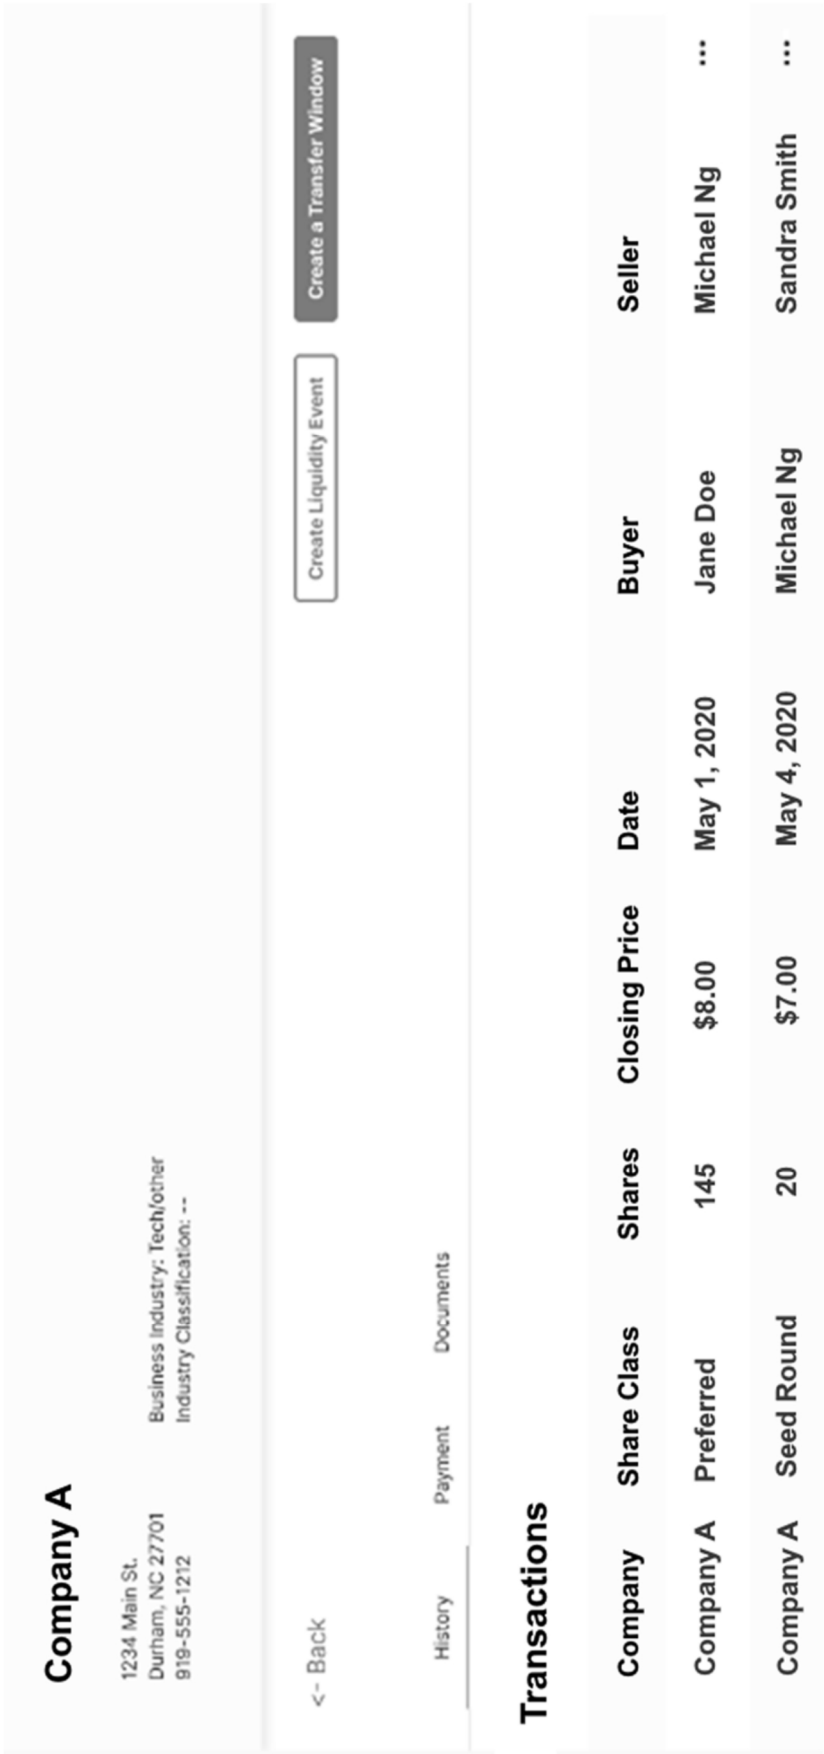 Company A
1234 Main St.
Durham, NC 27701 Business Industry: Tech/other
919-555-1212 Industry Classification: --
<- Back Create Liquidity Event Create a Transfer Window
History Payment Documents
Transactions
Company Share Class Shares Closing Price Date Buyer Seller
Company A Preferred 145 $8.00 May 1, 2020 Jane Doe Michael Ng ...
Company A Seed Round 20 $7.00 May 4, 2020 Michael Ng Sandra Smith ...